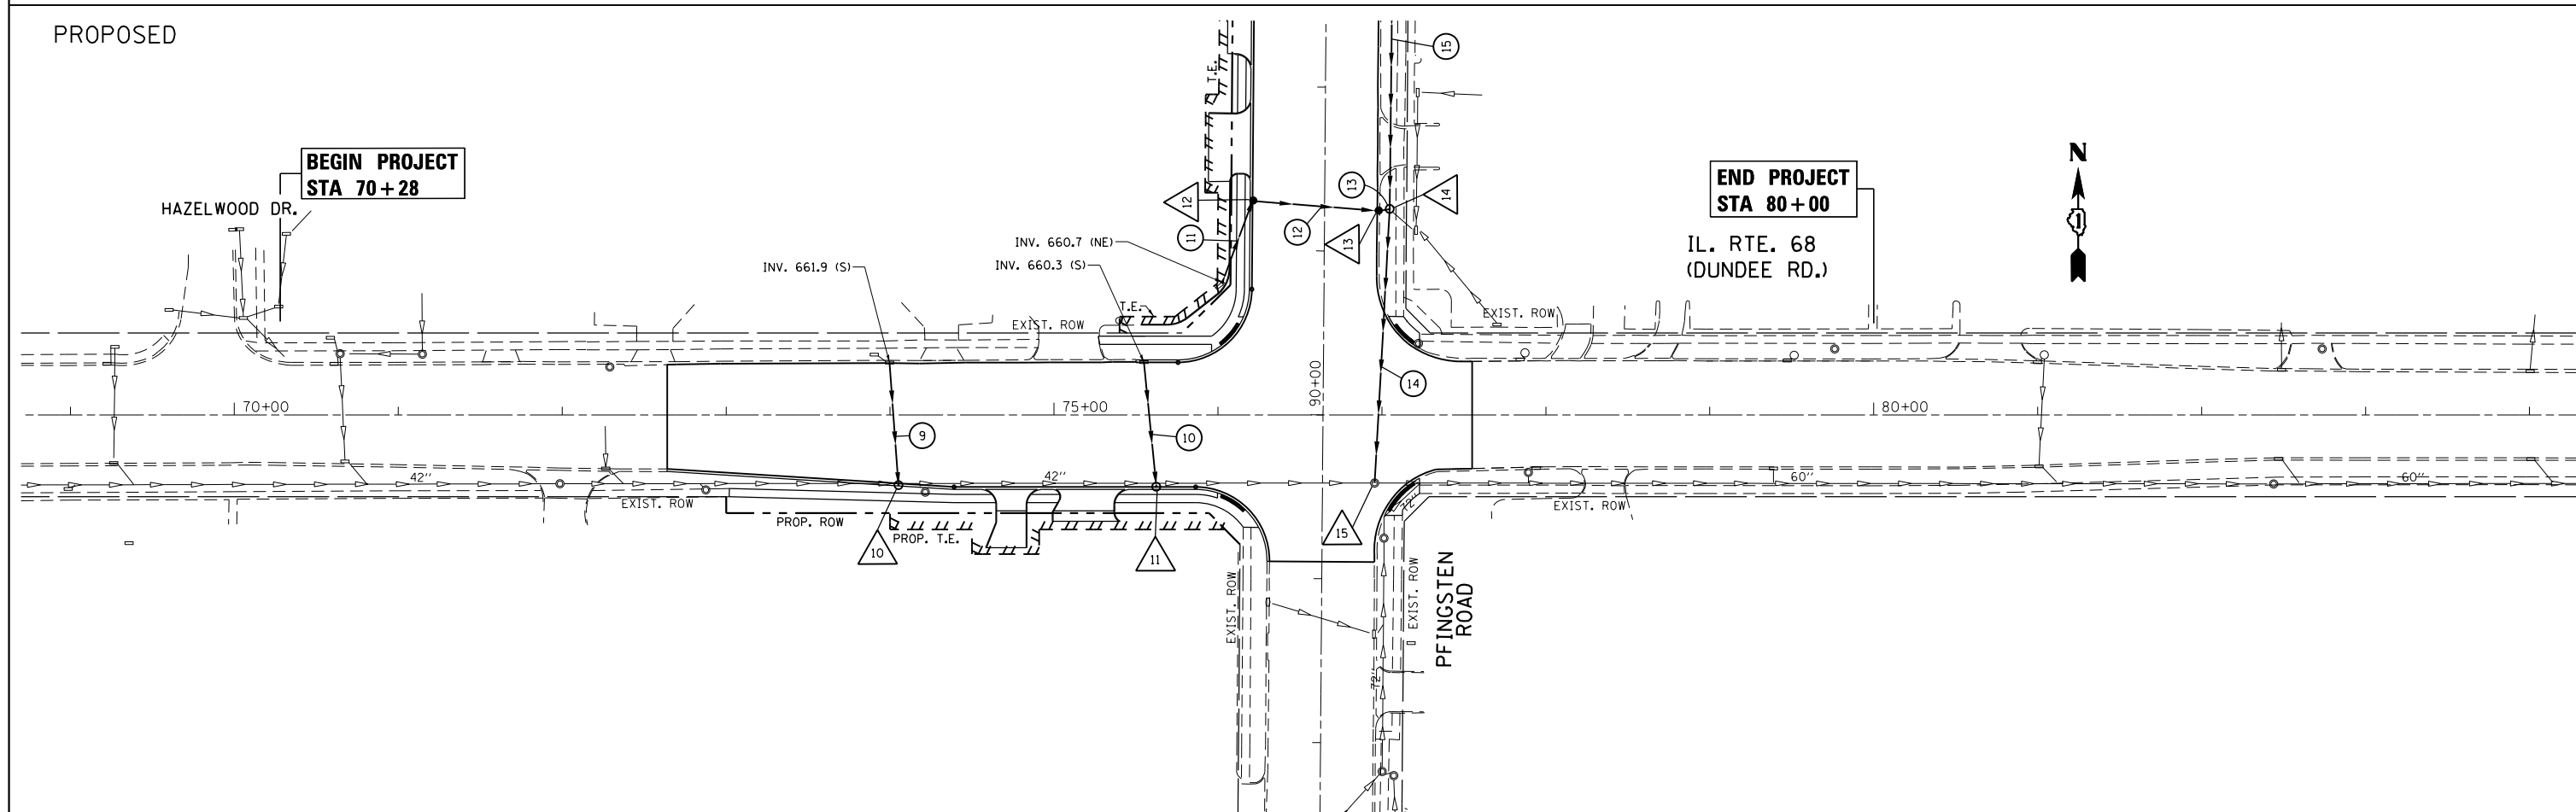 PROPOSED
15
T.E.
BEGIN PROJECT
STA 70+28
HAZELWOOD DR.
12
13
14
END PROJECT
STA 80+00
N
1
11
12
13
INV. 660.7 (NE)
INV. 661.9 (S)
INV. 660.3 (S)
IL. RTE. 68
(DUNDEE RD.)
T.E.
EXIST. ROW
EXIST. ROW
14
90+00
70+00
75+00
80+00
9
10
42"
42"
60"
60"
72"
EXIST. ROW
PROP. ROW
PROP. T.E.
EXIST. ROW
10
11
15
EXIST. ROW
EXIST. ROW
PFINGSTEN
ROAD
72"